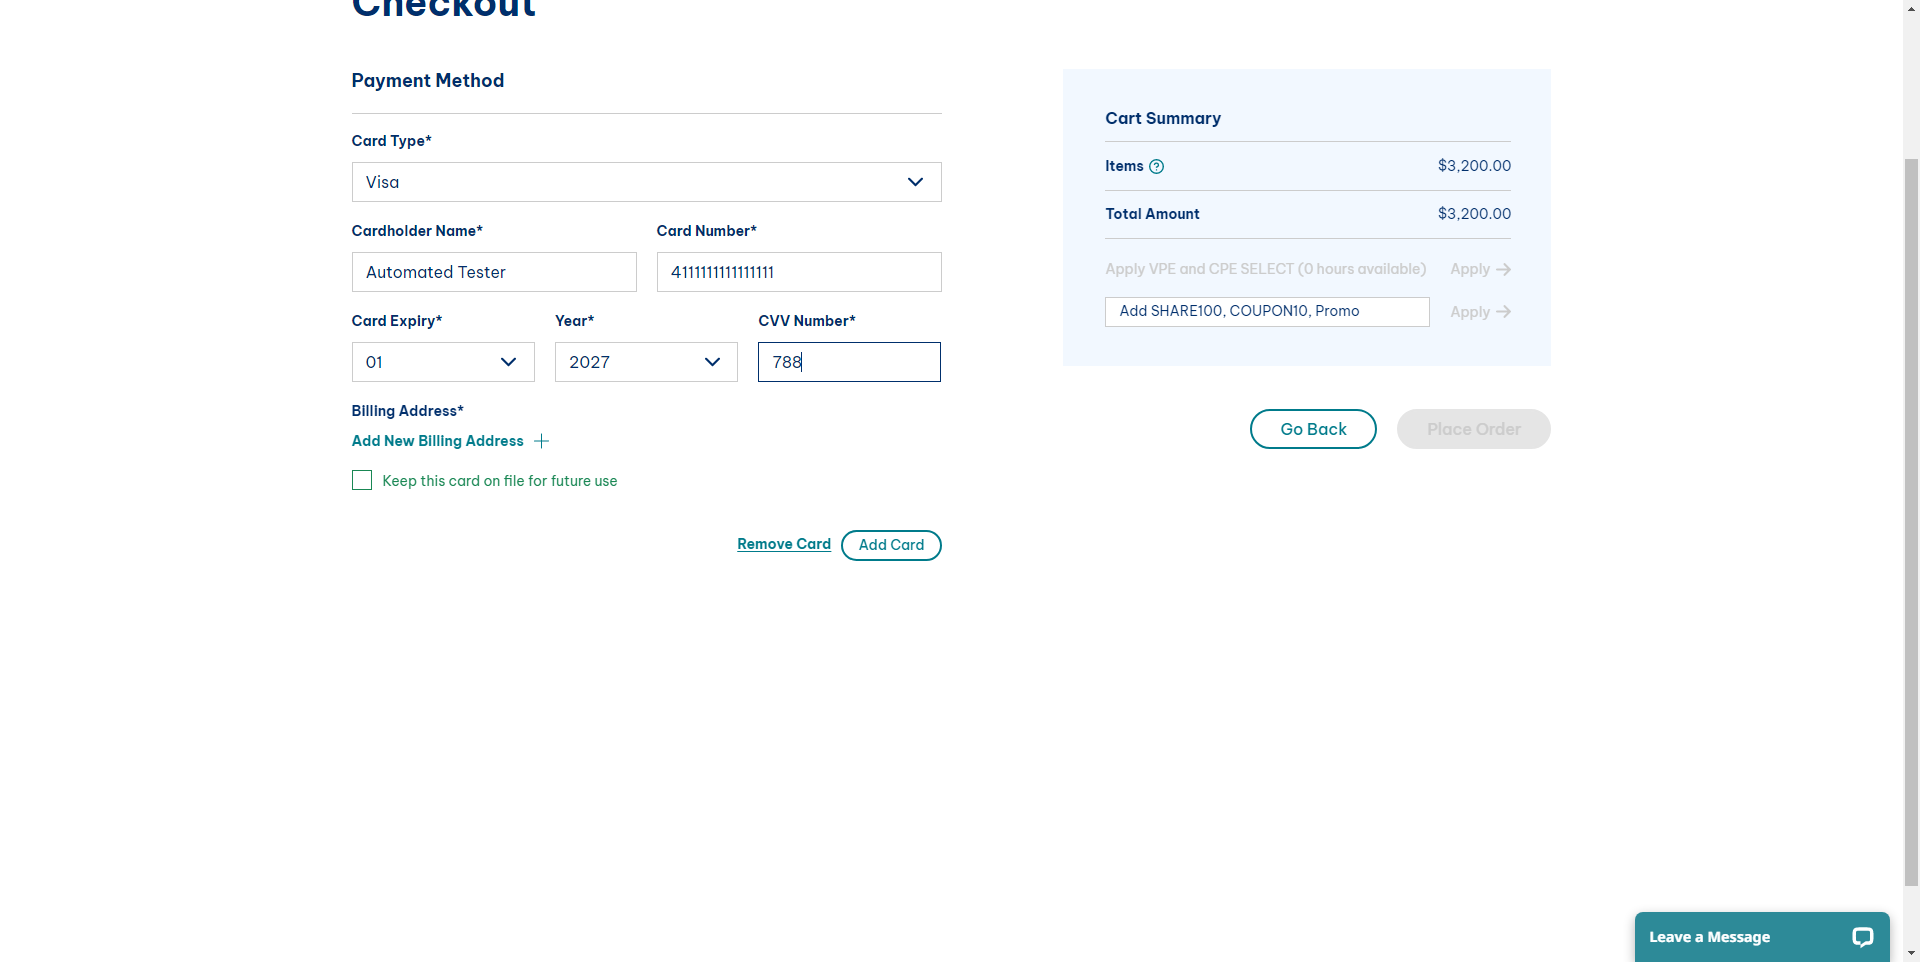 Checkout
Payment Method
Card Type*
Visa
Cardholder Name*
Card Number*
Automated Tester
4111111111111111
Card Expiry*
Year*
CVV Number*
01
2027
788
Billing Address*
Add New Billing Address
Keep this card on file for future use
Remove Card
Add Card
Cart Summary
Items
$3,200.00
Total Amount
$3,200.00
Apply VPE and CPE SELECT (0 hours available)
Apply
Add SHARE100, COUPON10, Promo
Apply
Go Back
Place Order
Leave a Message